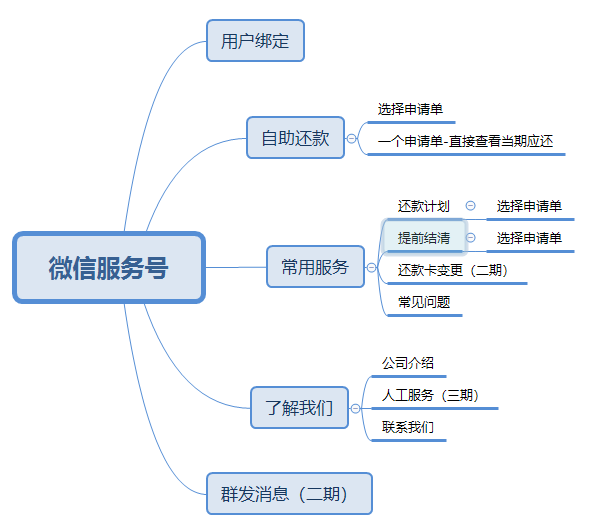 用户绑定
自助还款
选择申请单
一个申请单-直接查看当期应还
微信服务号
常用服务
还款计划
选择申请单
提前结清
选择申请单
还款卡变更（二期）
常见问题
了解我们
公司介绍
人工服务（三期）
联系我们
群发消息（二期）